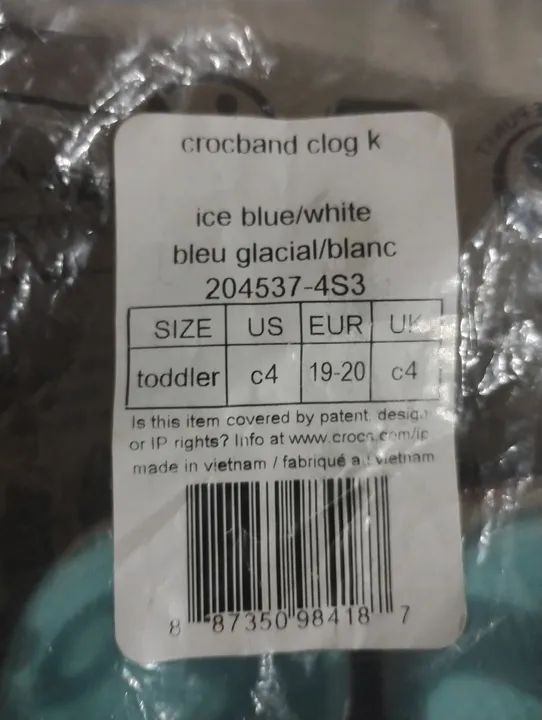 crocband clog k
ice blue/white
bleu glacial/blanc
204537-4S3
SIZE US EUR UK
toddler c4 19-20 c4
Is this item covered by patent, design
or IP rights? Info at www.crocs.com/ip
made in vietnam / fabriqué au vietnam
8 87350 98418 7